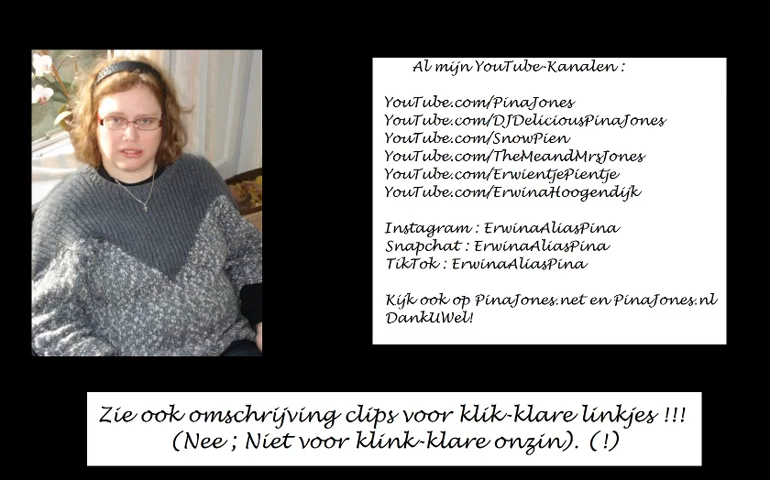 Al mijn YouTube-Kanalen :
YouTube.com/PinaJones
YouTube.com/DJDeliciousPinaJones
YouTube.com/SnowPien
YouTube.com/TheMeandMrsJones
YouTube.com/ErwientjePientje
YouTube.com/ErwinaHoogendijk
Instagram : ErwinaAliasPina
Snapchat : ErwinaAliasPina
TikTok : ErwinaAliasPina
Kijk ook op PinaJones.net en PinaJones.nl
DankUWel!
Zie ook omschrijving clips voor klik-klare linkjes !!!
(Nee ; Niet voor klink-klare onzin). (!)